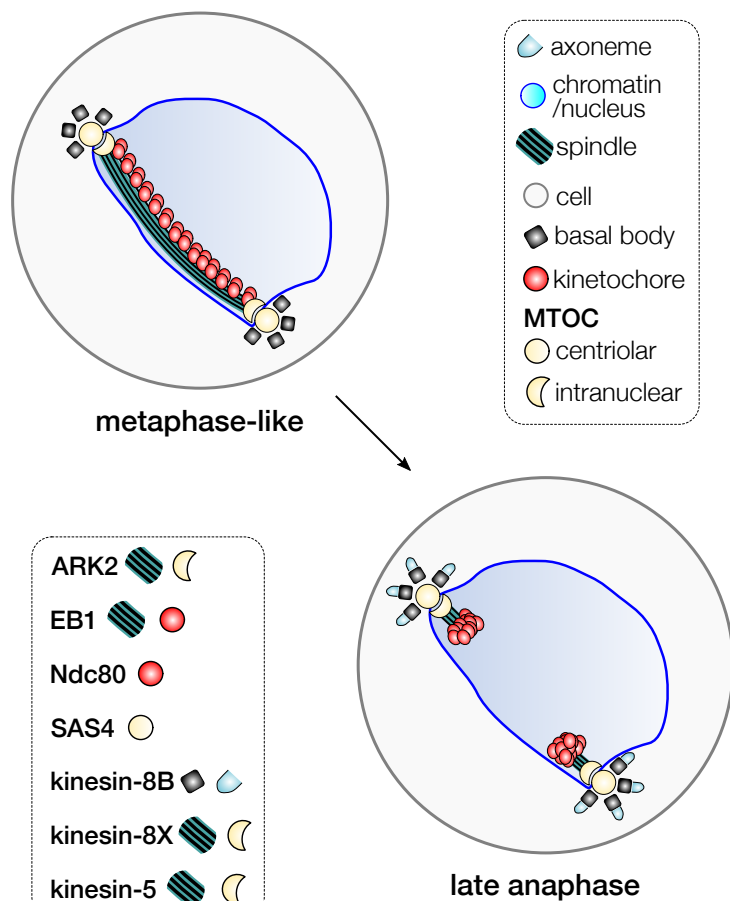 axoneme
chromatin
/nucleus
spindle
cell
basal body
kinetochore
MTOC
centriolar
intranuclear
metaphase-like
ARK2
EB1
Ndc80
SAS4
kinesin-8B
kinesin-8X
kinesin-5
late anaphase